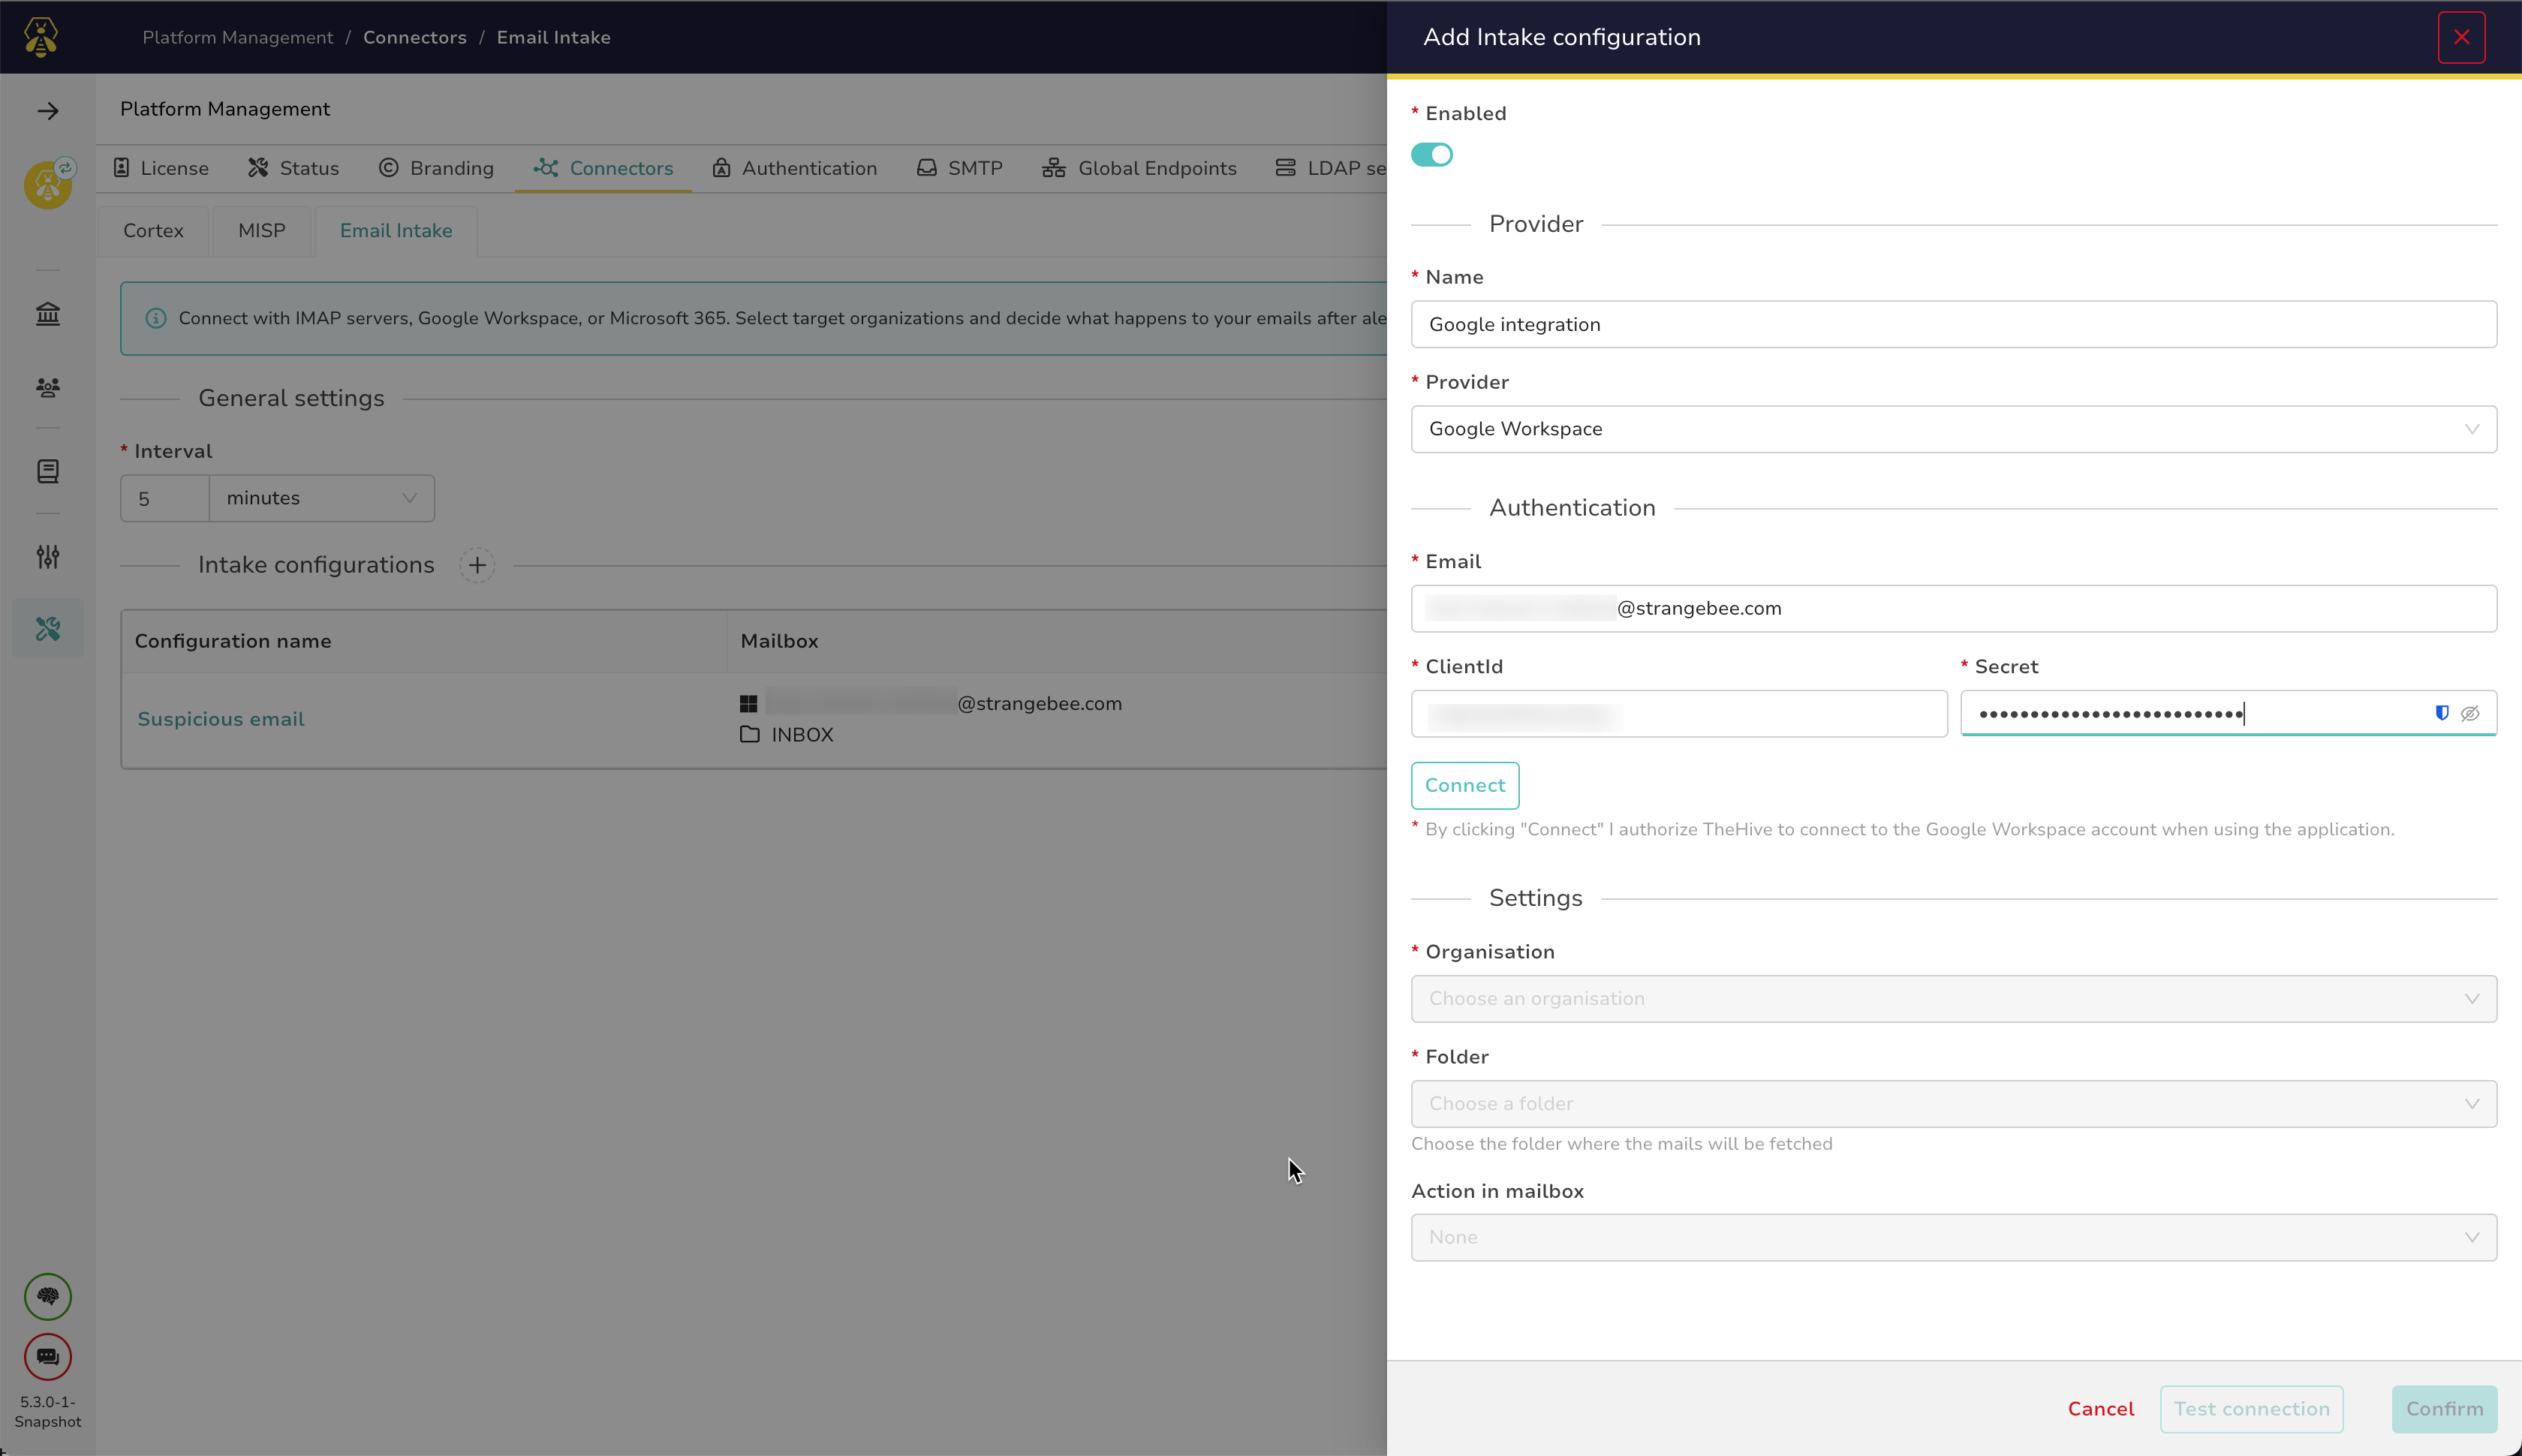 Platform Management / Connectors / Email Intake
Platform Management
License Status Branding Connectors Authentication SMTP Global Endpoints LDAP se
Cortex MISP Email Intake
Connect with IMAP servers, Google Workspace, or Microsoft 365. Select target organizations and decide what happens to your emails after ale
General settings
* Interval
5 minutes
Intake configurations
Configuration name Mailbox
Suspicious email
@strangebee.com
INBOX
5.3.0-1-
Snapshot
Add Intake configuration
* Enabled
Provider
* Name
Google integration
* Provider
Google Workspace
Authentication
* Email
@strangebee.com
* ClientId * Secret
••••••••••••••••••••••••••
Connect
* By clicking "Connect" I authorize TheHive to connect to the Google Workspace account when using the application.
Settings
* Organisation
Choose an organisation
* Folder
Choose a folder
Choose the folder where the mails will be fetched
Action in mailbox
None
Cancel Test connection Confirm